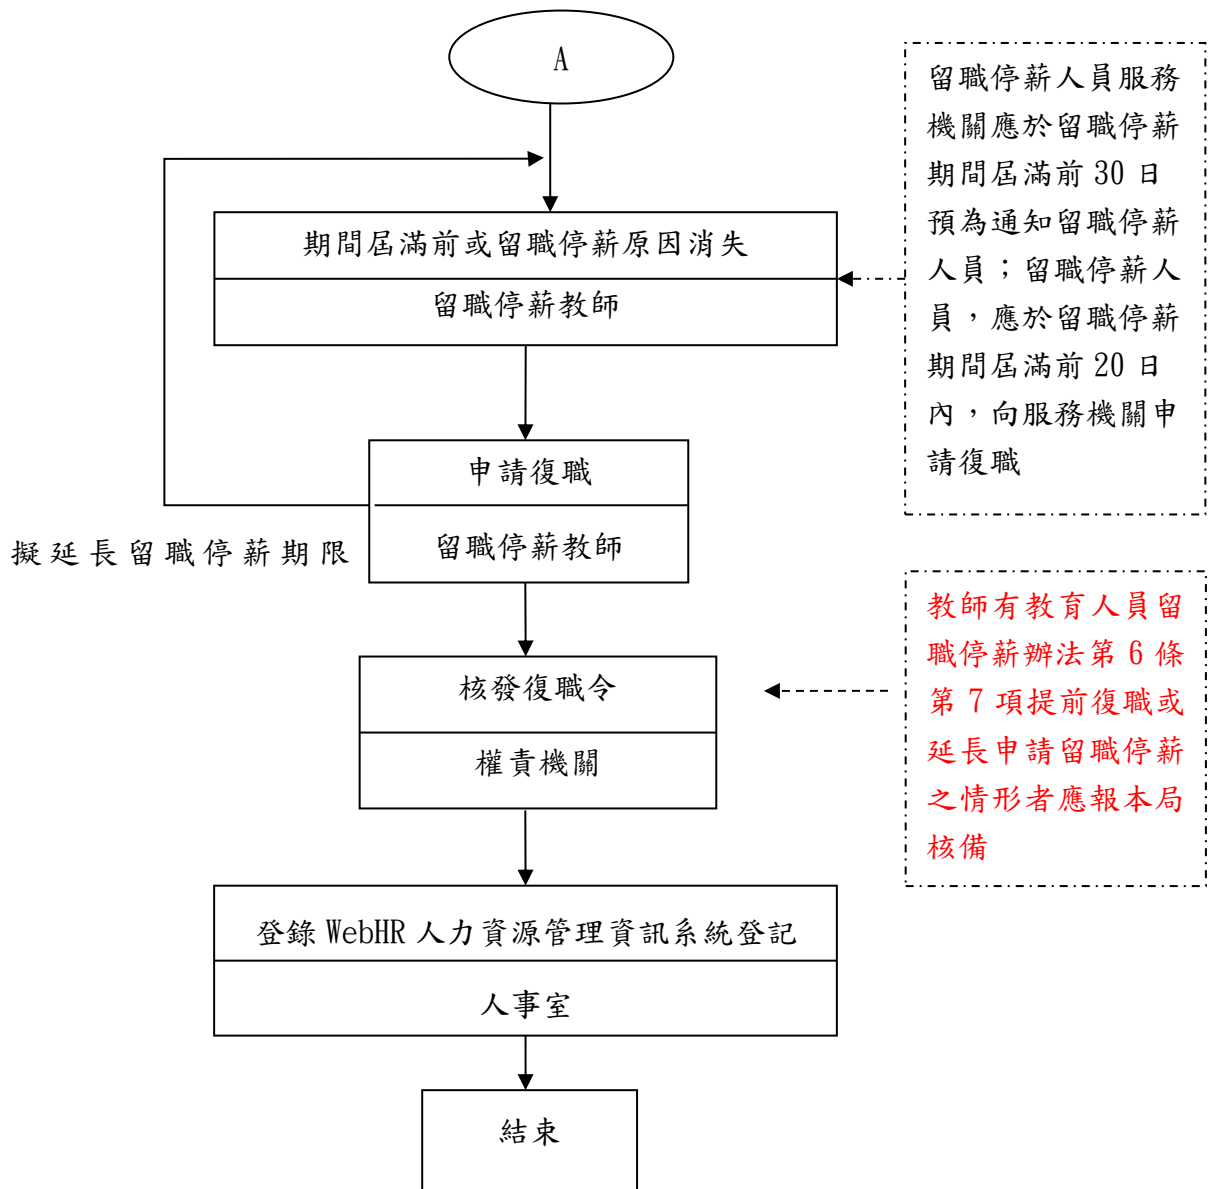 A
留職停薪人員服務
機關應於留職停薪
期間屆滿前 30 日
預為通知留職停薪
人員；留職停薪人
員，應於留職停薪
期間屆滿前 20 日
內，向服務機關申
請復職
期間屆滿前或留職停薪原因消失
留職停薪教師
申請復職
留職停薪教師
擬延長留職停薪期限
教師有教育人員留
職停薪辦法第 6 條
第 7 項提前復職或
延長申請留職停薪
之情形者應報本局
核備
核發復職令
權責機關
登錄 WebHR 人力資源管理資訊系統登記
人事室
結束